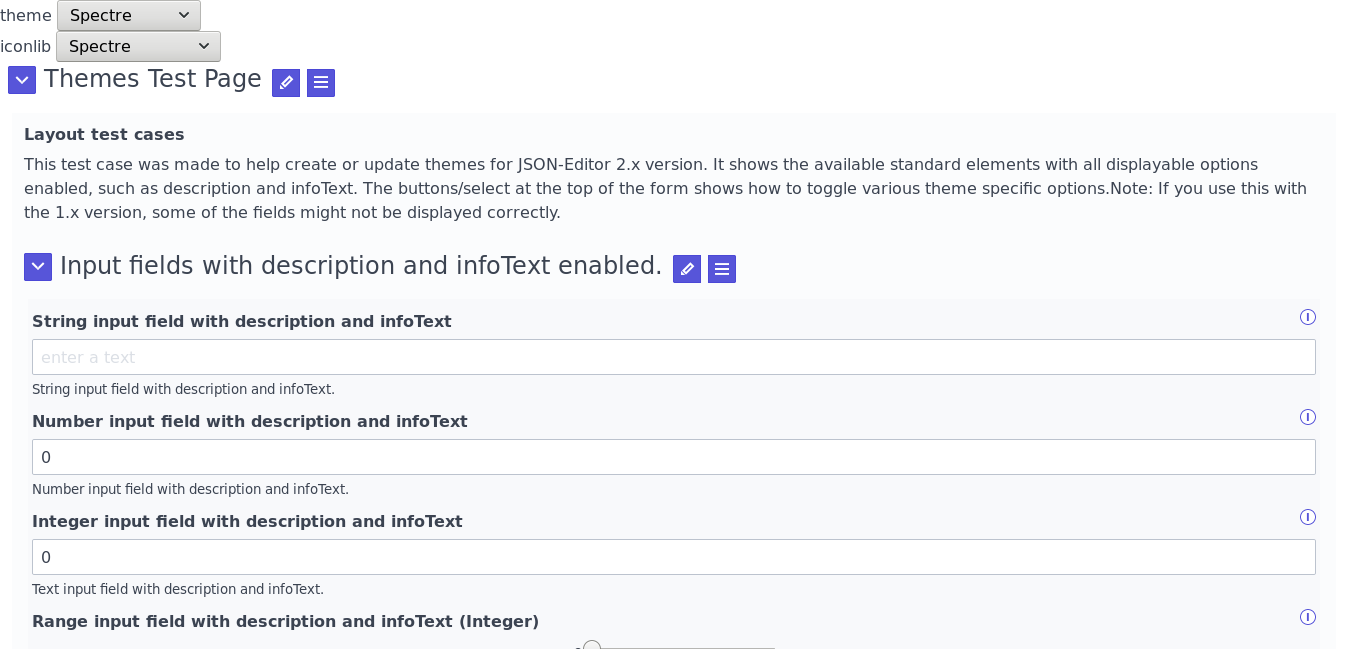 theme Spectre
iconlib Spectre
Themes Test Page
Layout test cases
This test case was made to help create or update themes for JSON-Editor 2.x version. It shows the available standard elements with all displayable options
enabled, such as description and infoText. The buttons/select at the top of the form shows how to toggle various theme specific options.Note: If you use this with
the 1.x version, some of the fields might not be displayed correctly.
Input fields with description and infoText enabled.
String input field with description and infoText
enter a text
String input field with description and infoText.
Number input field with description and infoText
0
Number input field with description and infoText.
Integer input field with description and infoText
0
Text input field with description and infoText.
Range input field with description and infoText (Integer)